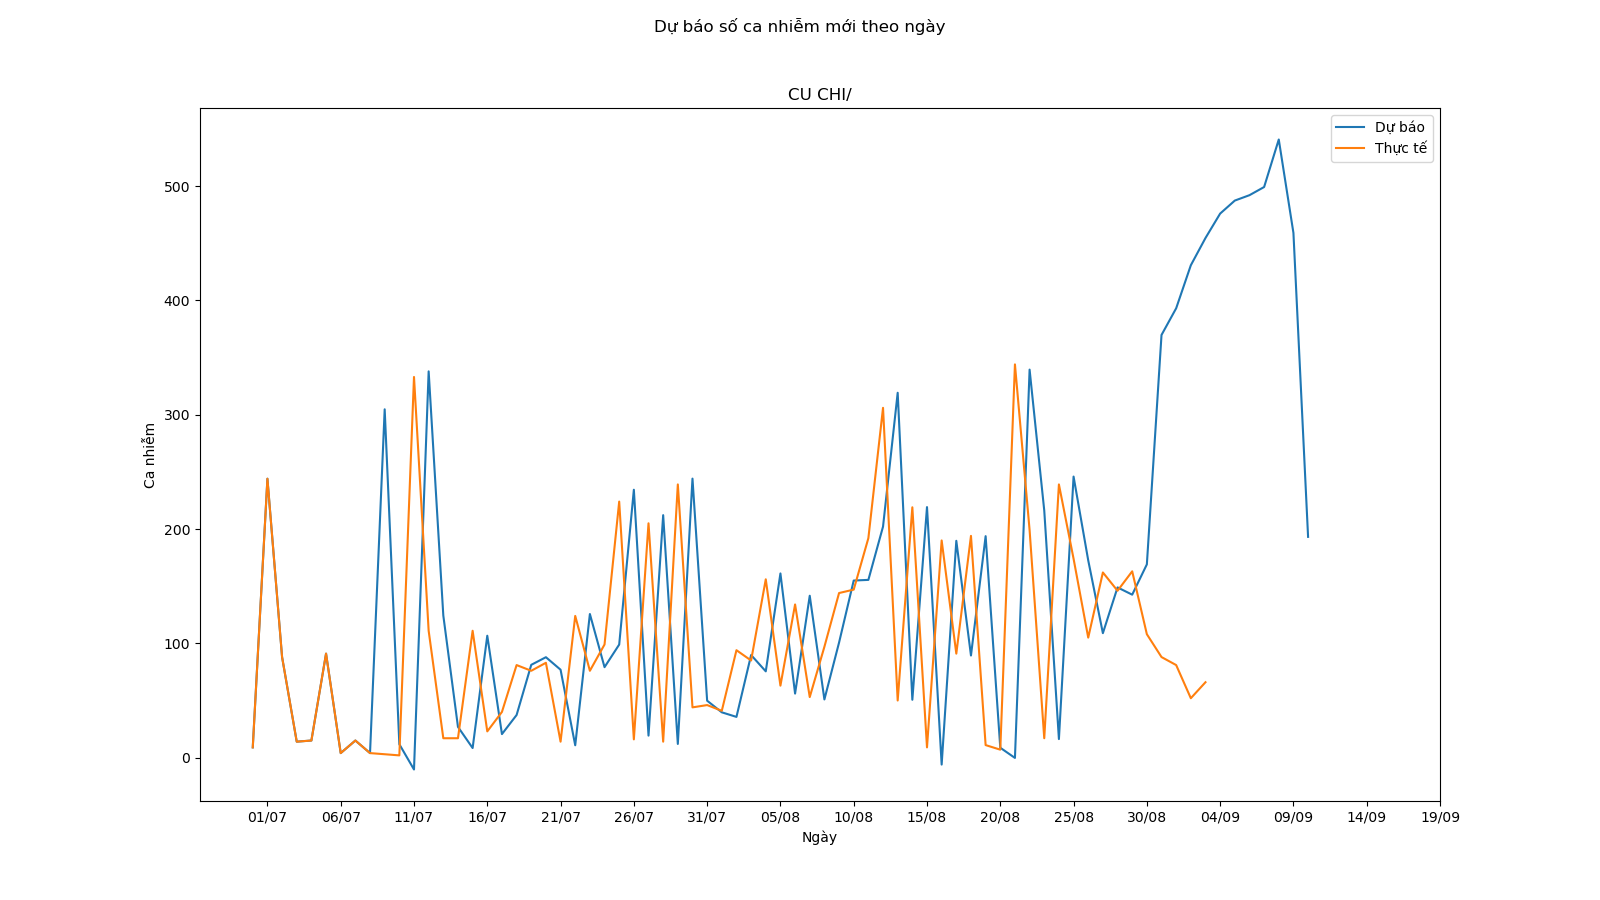 Dự báo số ca nhiễm mới theo ngày
CU CHI/
Dự báo
Thực tế
Ca nhiễm
500
400
300
200
100
0
01/07 06/07 11/07 16/07 21/07 26/07 31/07 05/08 10/08 15/08 20/08 25/08 30/08 04/09 09/09 14/09 19/09
Ngày